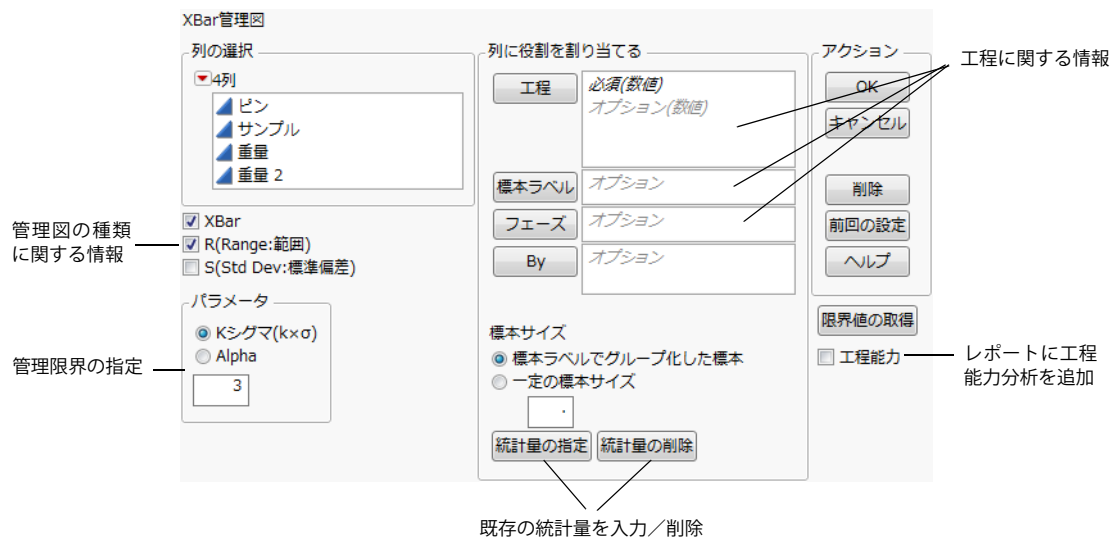 XBar管理図
列の選択
4列
ピン
サンプル
重量
重量 2
XBar
R(Range:範囲)
S(Std Dev:標準偏差)
管理図の種類
に関する情報
パラメータ
Kシグマ(k×σ)
Alpha
3
管理限界の指定
列に役割を割り当てる
工程
必須(数値)
オプション(数値)
標本ラベル
オプション
フェーズ
オプション
By
オプション
標本サイズ
標本ラベルでグループ化した標本
一定の標本サイズ
.
統計量の指定
統計量の削除
既存の統計量を入力／削除
アクション
OK
キャンセル
削除
前回の設定
ヘルプ
限界値の取得
工程能力
工程に関する情報
レポートに工程
能力分析を追加